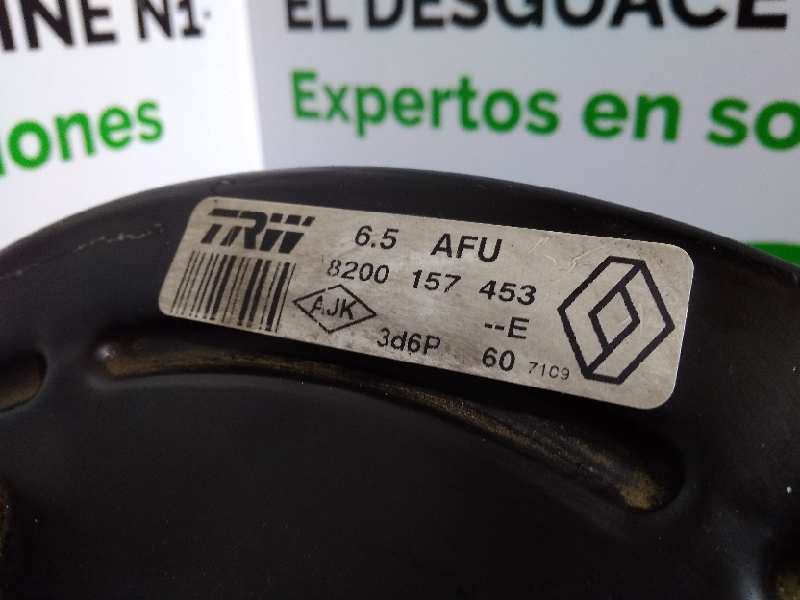 INE N1
EL DESGUACE
iones
Expertos en so
TRW
6.5 AFU
8200 157 453
AJK
--E
3d6P 60 7109